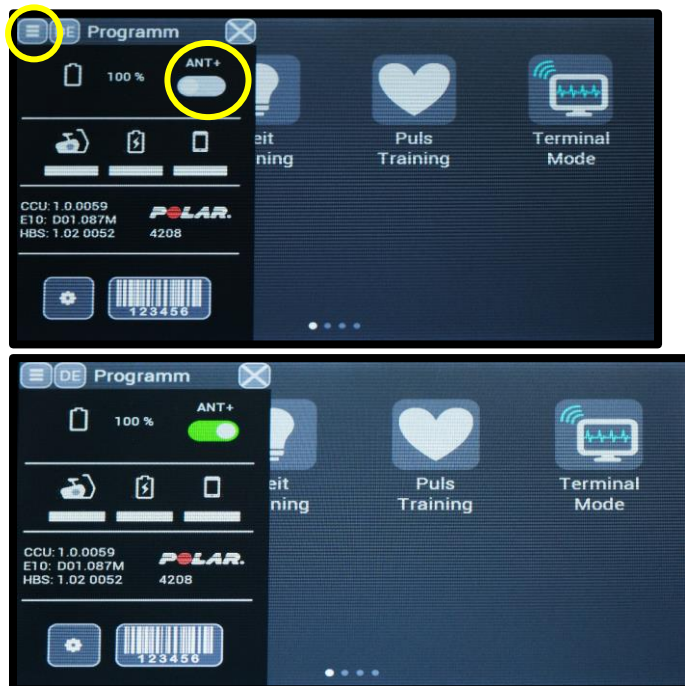 DE Programm
ANT+
100 %
eit
ning
Puls
Training
Terminal
Mode
CCU: 1.0.0059
E10: D01.087M
HBS: 1.02 0052
POLAR.
4208
123456
DE Programm
ANT+
100 %
eit
ning
Puls
Training
Terminal
Mode
CCU: 1.0.0059
E10: D01.087M
HBS: 1.02 0052
POLAR.
4208
123456